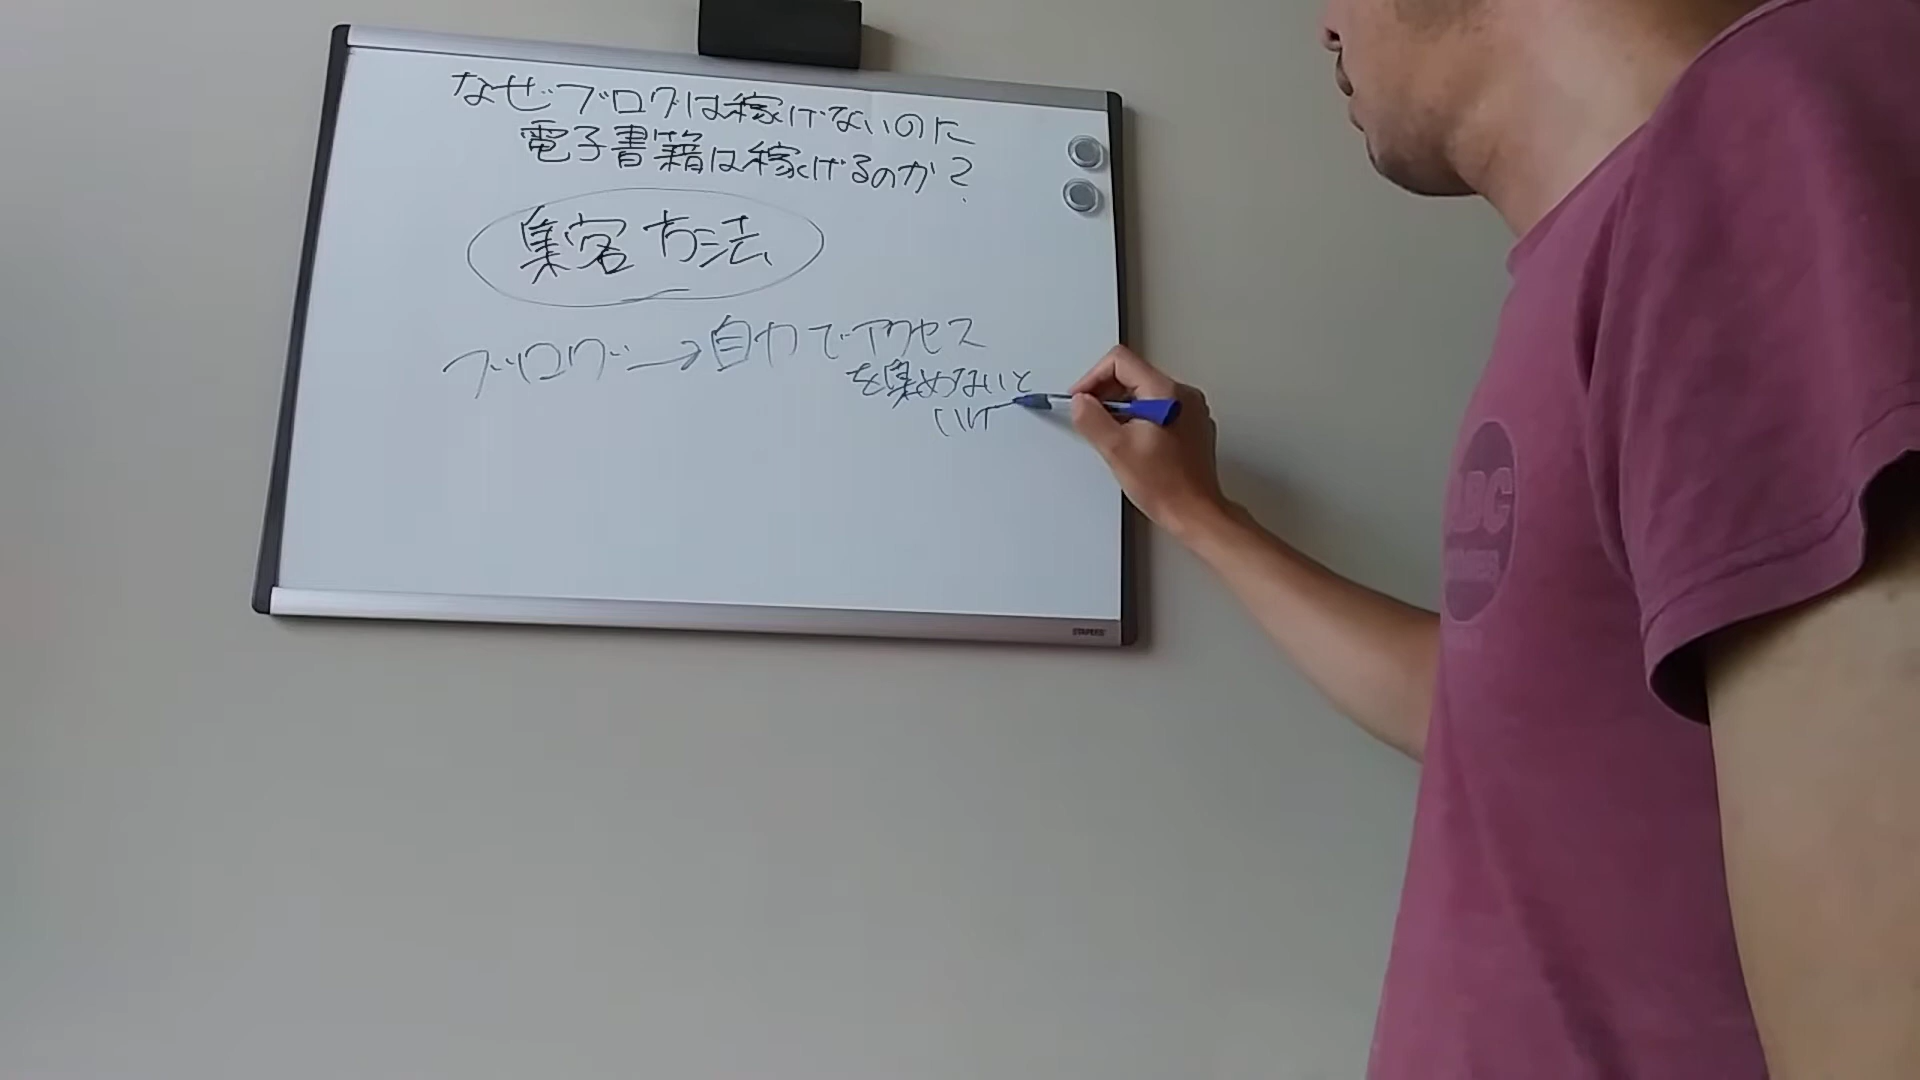 なぜブログは稼げないのに
電子書籍は稼げるのか?
集客方法
ブログ→自力でアクセス
を集めないと
いけ
STAPLES